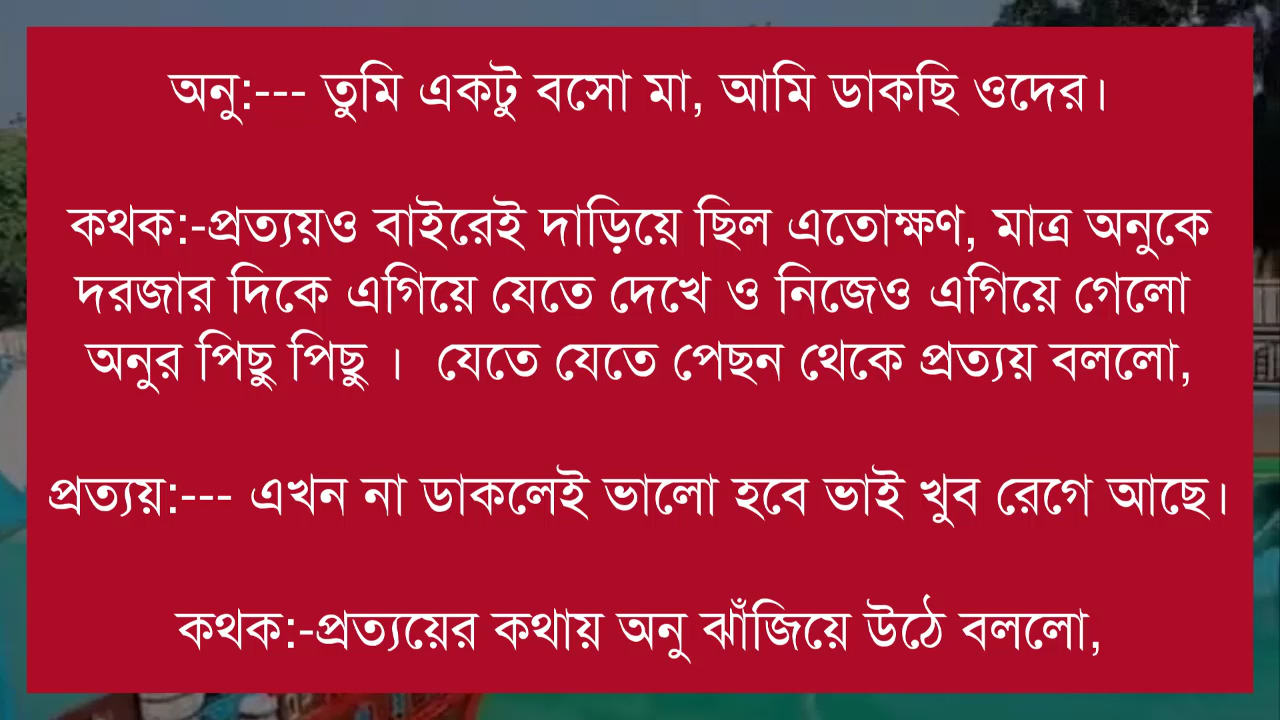 অনু:--- তুমি একটু বসো মা, আমি ডাকছি ওদের।
কথক:-প্রত্যয়ও বাইরেই দাড়িয়ে ছিল এতোক্ষণ, মাত্র অনুকে
দরজার দিকে এগিয়ে যেতে দেখে ও নিজেও এগিয়ে গেলো
অনুর পিছু পিছু । যেতে যেতে পেছন থেকে প্রত্যয় বললো,
প্রত্যয়:--- এখন না ডাকলেই ভালো হবে ভাই খুব রেগে আছে।
কথক:-প্রত্যয়ের কথায় অনু ঝাঁজিয়ে উঠে বললো,